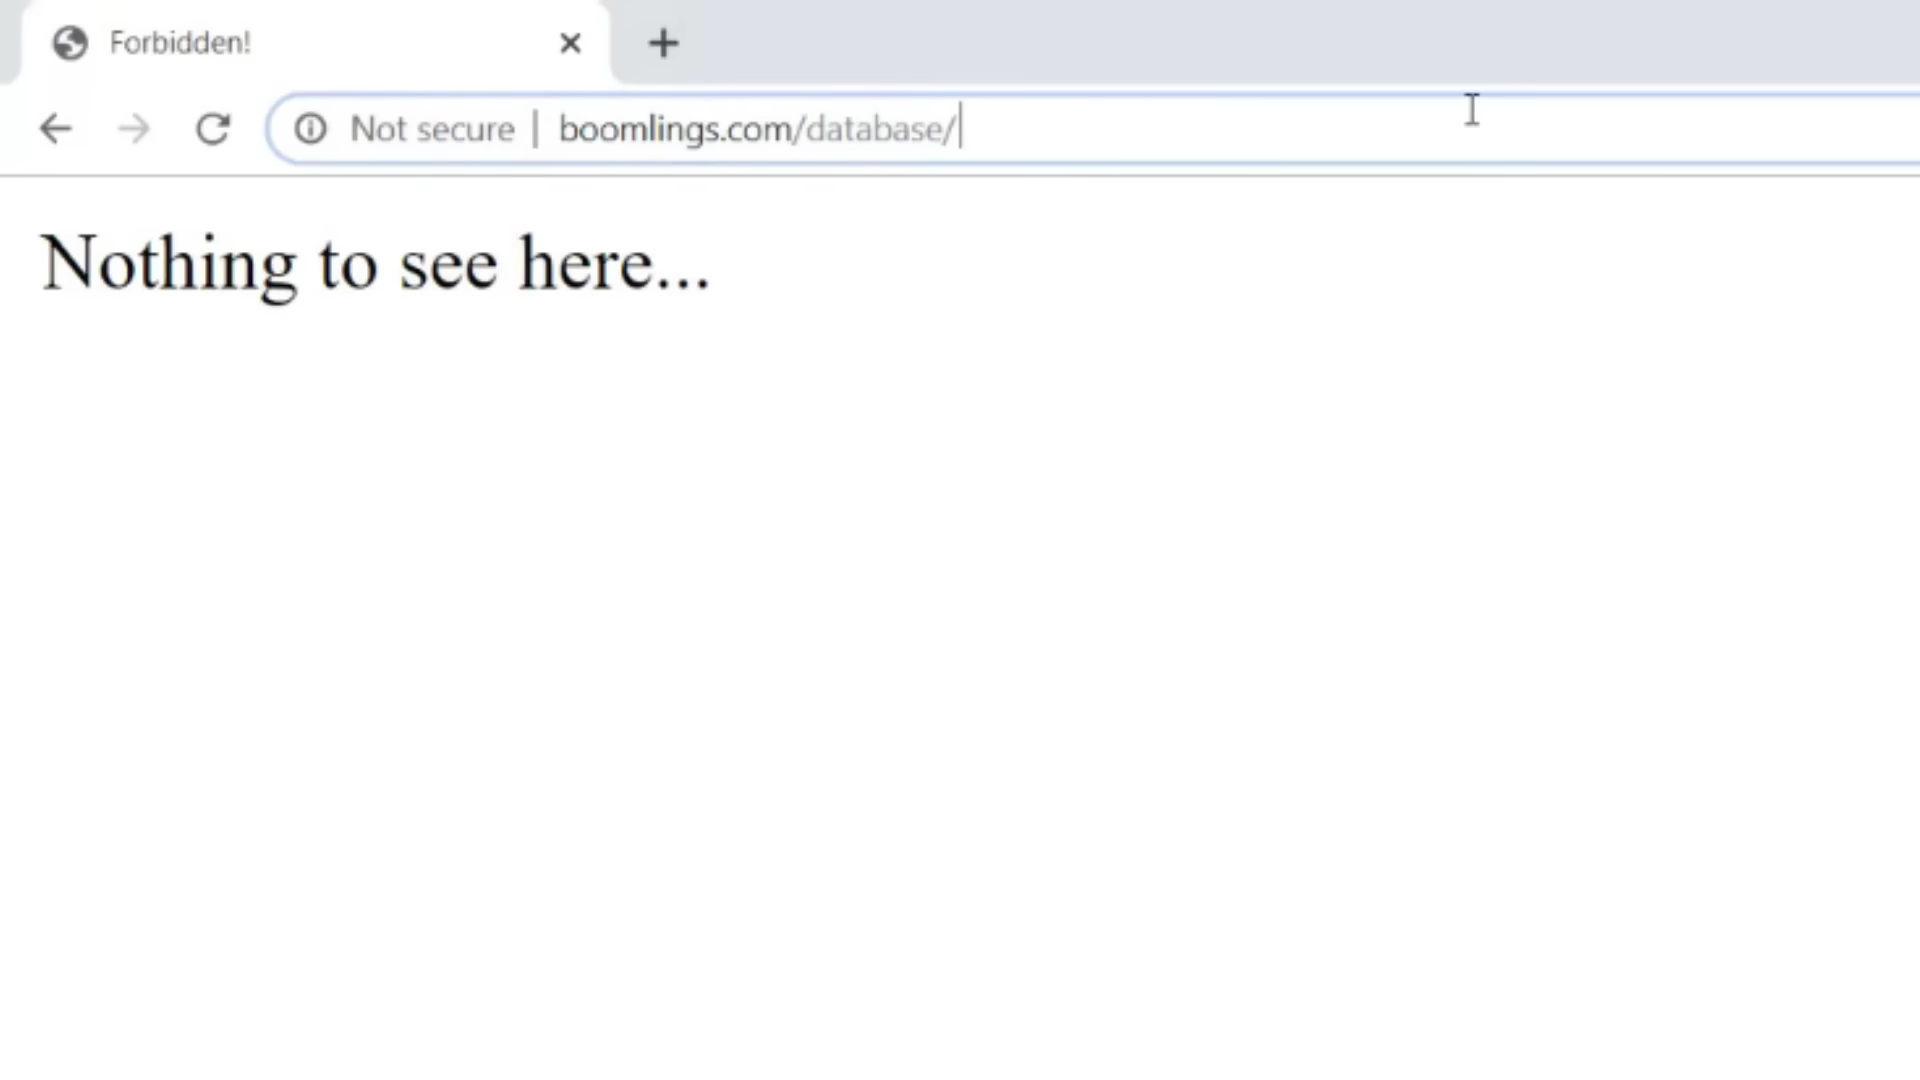 Forbidden!
Not secure | boomlings.com/database/
Nothing to see here...